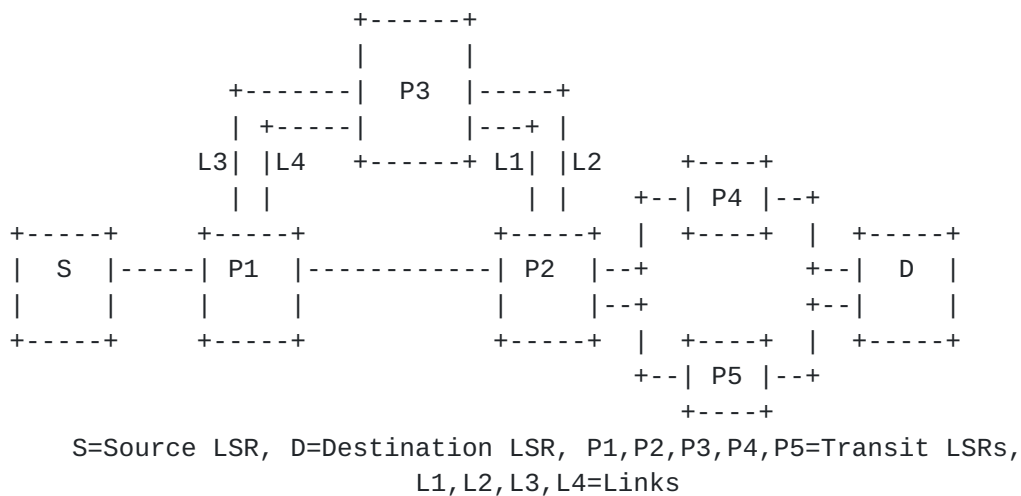 P3
L3 L4 L1 L2
P4
S P1 P2 D
P5
S=Source LSR, D=Destination LSR, P1,P2,P3,P4,P5=Transit LSRs,
L1,L2,L3,L4=Links